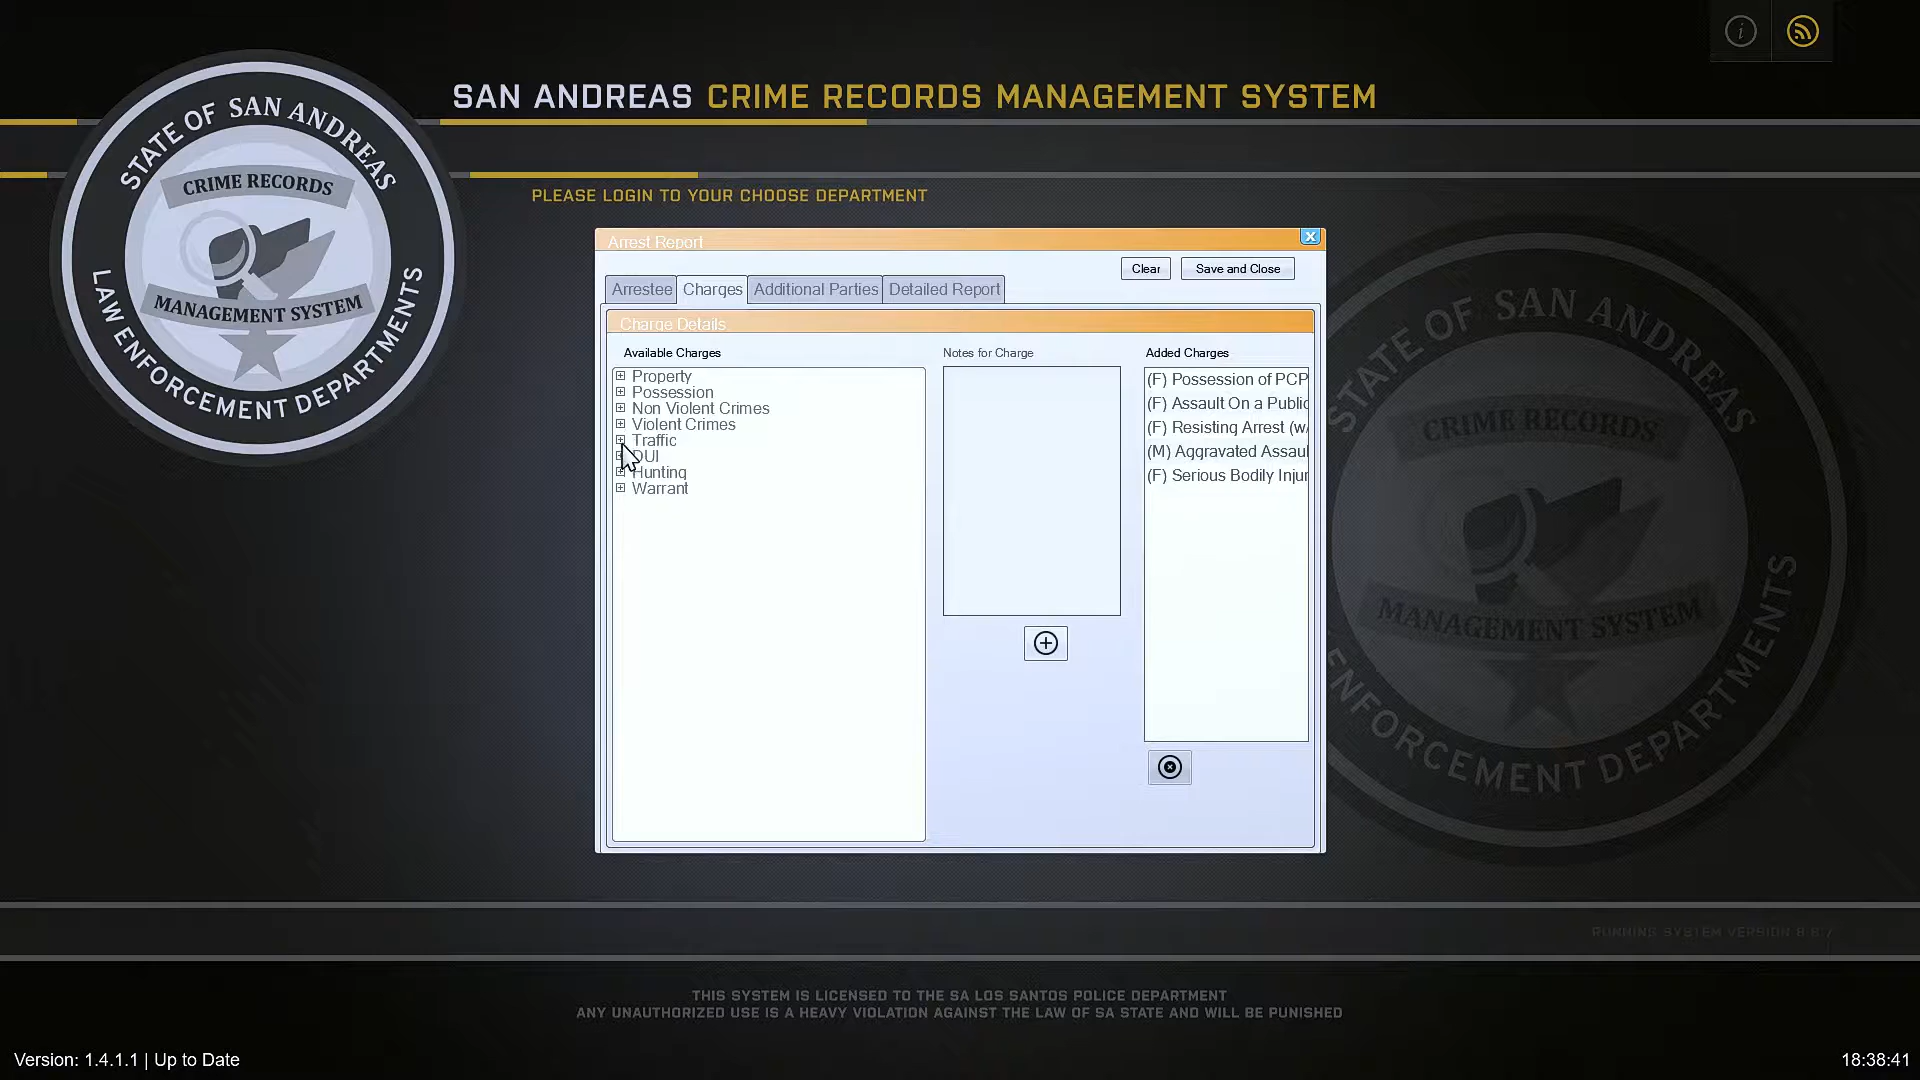 SAN ANDREAS CRIME RECORDS MANAGEMENT SYSTEM
STATE OF SAN ANDREAS
CRIME RECORDS
MANAGEMENT SYSTEM
LAW ENFORCEMENT DEPARTMENTS
PLEASE LOGIN TO YOUR CHOOSE DEPARTMENT
Arrest Report
Clear
Save and Close
Arrestee
Charges
Additional Parties
Detailed Report
Charge Details
Available Charges
Notes for Charge
Added Charges
Property
Possession
Non Violent Crimes
Violent Crimes
Traffic
DUI
Hunting
Warrant
(F) Possession of PCP
(F) Assault On a Public
(F) Resisting Arrest (w/
(M) Aggravated Assaul
(F) Serious Bodily Injur
STATE OF SAN ANDREAS
CRIME RECORDS
MANAGEMENT SYSTEM
ENFORCEMENT DEPARTMENTS
RUNNING SYSTEM VERSION
THIS SYSTEM IS LICENSED TO THE SA LOS SANTOS POLICE DEPARTMENT
ANY UNAUTHORIZED USE IS A HEAVY VIOLATION AGAINST THE LAW OF SA STATE AND WILL BE PUNISHED
Version: 1.4.1.1 | Up to Date
18:38:41